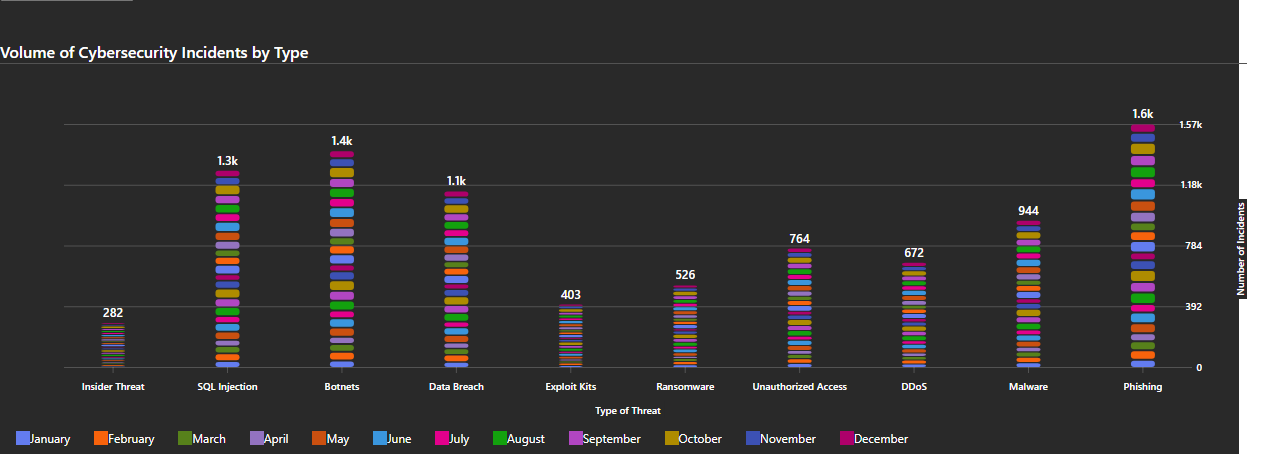 Volume of Cybersecurity Incidents by Type
1.6k
1.57k
1.4k
1.3k
1.1k
1.18k
944
764
784
672
526
403
392
282
0
Number of Incidents
Insider Threat SQL Injection Botnets Data Breach Exploit Kits Ransomware Unauthorized Access DDoS Malware Phishing
Type of Threat
January February March April May June July August September October November December